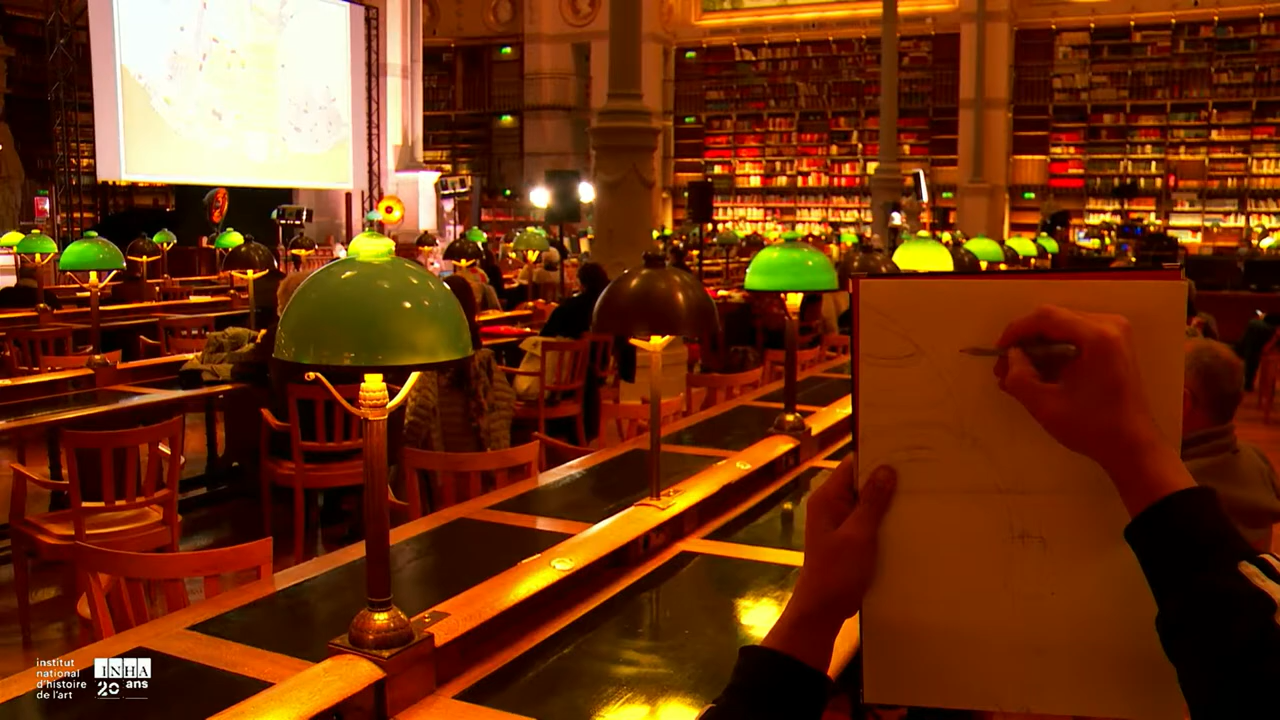 institut
national
d'histoire
de l'art
INHA
20 ans